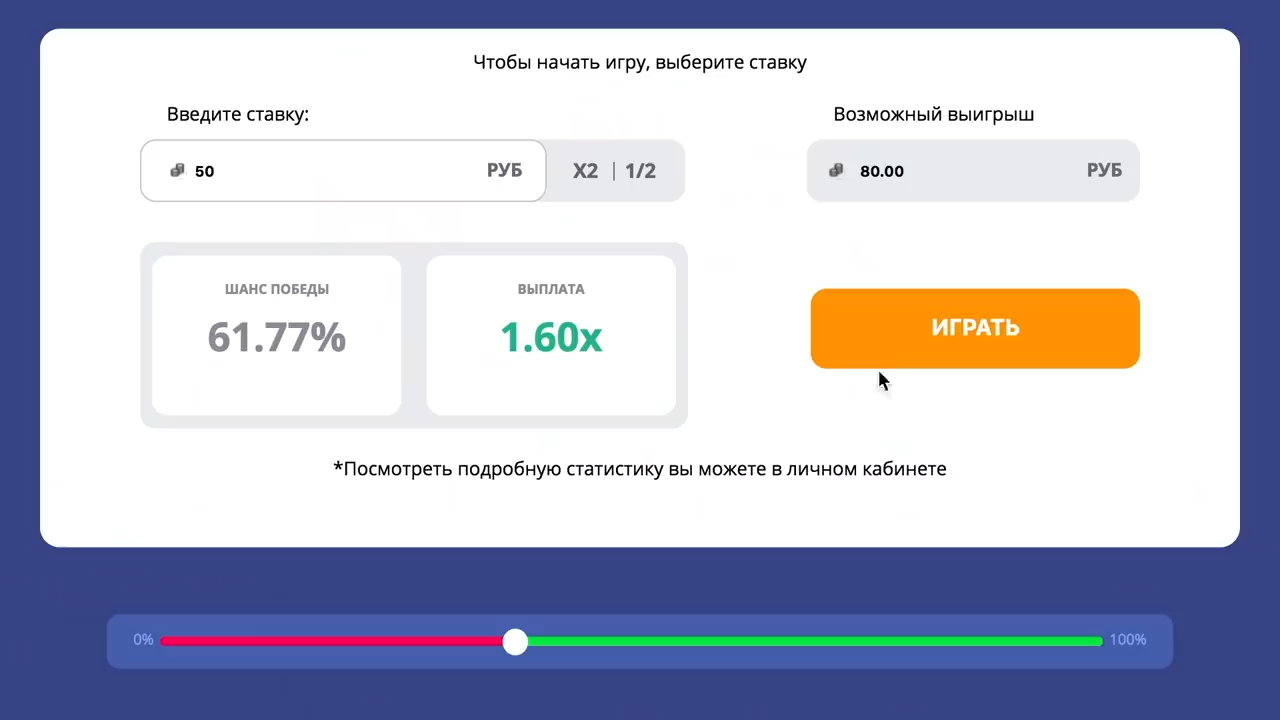 Чтобы начать игру, выберите ставку
Введите ставку:
Возможный выигрыш
50 РУБ X2 | 1/2
80.00 РУБ
ШАНС ПОБЕДЫ
61.77%
ВЫПЛАТА
1.60x
ИГРАТЬ
*Посмотреть подробную статистику вы можете в личном кабинете
0% 100%